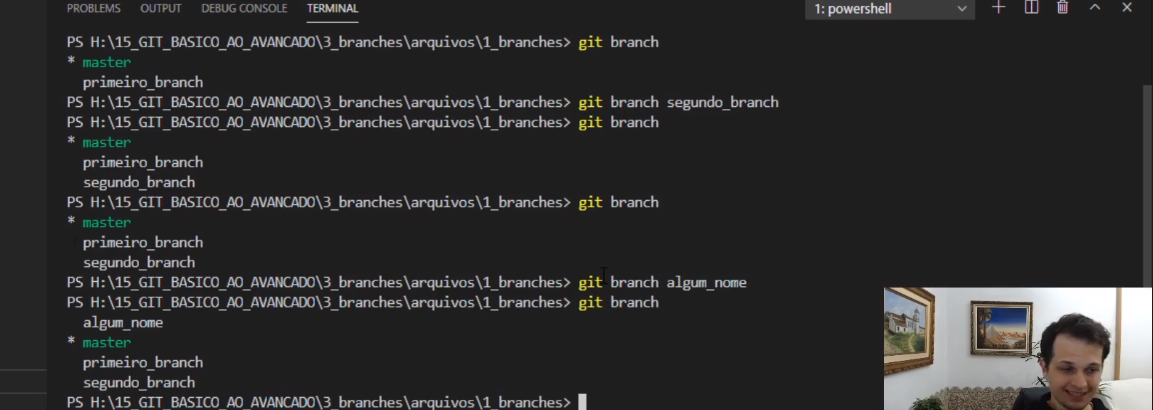 PROBLEMS OUTPUT DEBUG CONSOLE TERMINAL 1: powershell
PS H:\15_GIT_BASICO_AO_AVANCADO\3_branches\arquivos\1_branches> git branch
* master
primeiro_branch
PS H:\15_GIT_BASICO_AO_AVANCADO\3_branches\arquivos\1_branches> git branch segundo_branch
PS H:\15_GIT_BASICO_AO_AVANCADO\3_branches\arquivos\1_branches> git branch
* master
primeiro_branch
segundo_branch
PS H:\15_GIT_BASICO_AO_AVANCADO\3_branches\arquivos\1_branches> git branch
* master
primeiro_branch
segundo_branch
PS H:\15_GIT_BASICO_AO_AVANCADO\3_branches\arquivos\1_branches> git branch algum_nome
PS H:\15_GIT_BASICO_AO_AVANCADO\3_branches\arquivos\1_branches> git branch
algum_nome
* master
primeiro_branch
segundo_branch
PS H:\15_GIT_BASICO_AO_AVANCADO\3_branches\arquivos\1_branches>